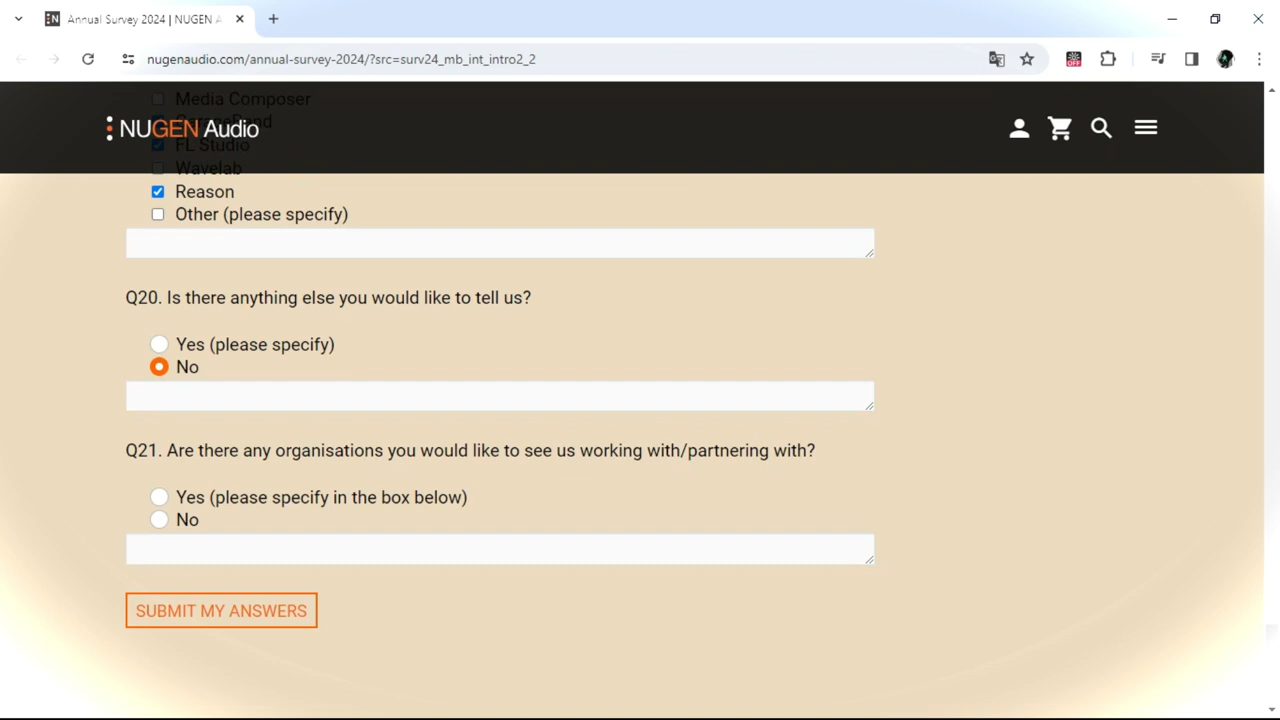 Annual Survey 2024 | NUGEN A
nugenaudio.com/annual-survey-2024/?src=surv24_mb_int_intro2_2
OFF
Media Composer
GarageBand
NUGEN Audio
FL Studio
Wavelab
Reason
Other (please specify)
Q20. Is there anything else you would like to tell us?
Yes (please specify)
No
Q21. Are there any organisations you would like to see us working with/partnering with?
Yes (please specify in the box below)
No
SUBMIT MY ANSWERS